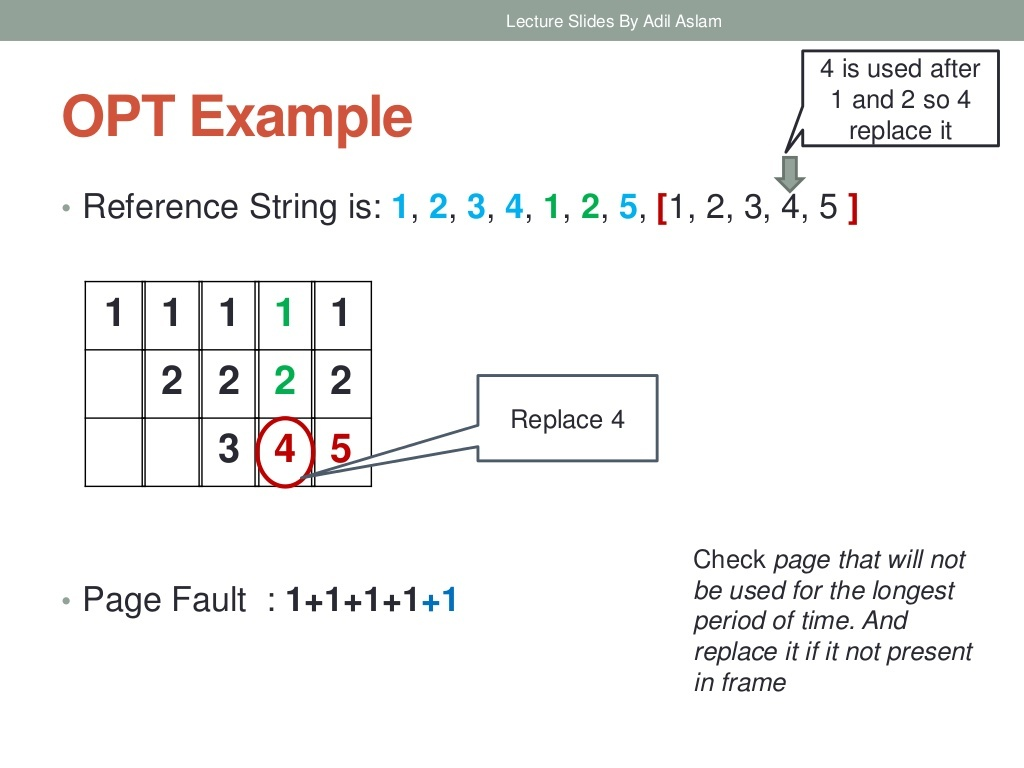 Lecture Slides By Adil Aslam
4 is used after
1 and 2 so 4
replace it
OPT Example
• Reference String is: 1, 2, 3, 4, 1, 2, 5, [1, 2, 3, 4, 5 ]
1 1 1 1 1
2 2 2 2
3 4 5
Replace 4
Check page that will not
be used for the longest
period of time. And
replace it if it not present
in frame
• Page Fault : 1+1+1+1+1